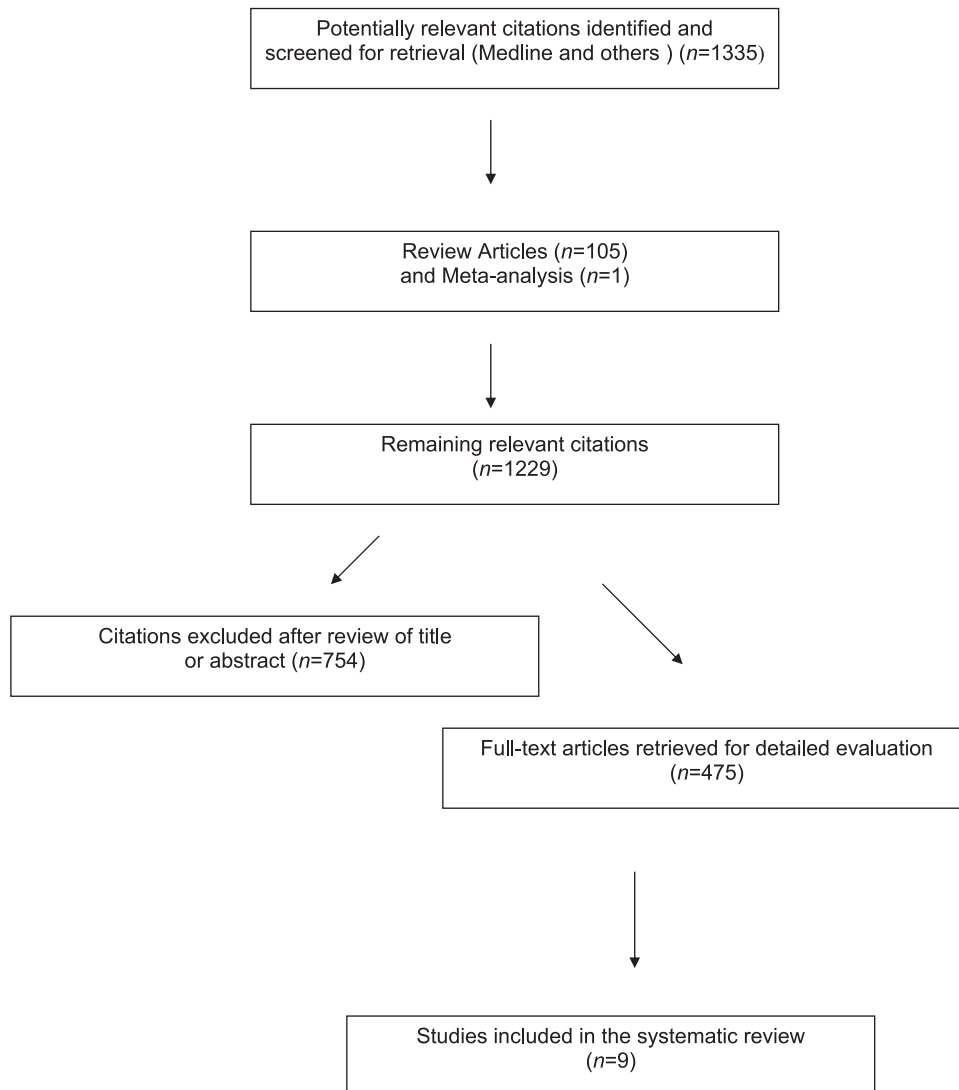 Potentially relevant citations identified and
screened for retrieval (Medline and others ) (n=1335)
Review Articles (n=105)
and Meta-analysis (n=1)
Remaining relevant citations
(n=1229)
Citations excluded after review of title
or abstract (n=754)
Full-text articles retrieved for detailed evaluation
(n=475)
Studies included in the systematic review
(n=9)